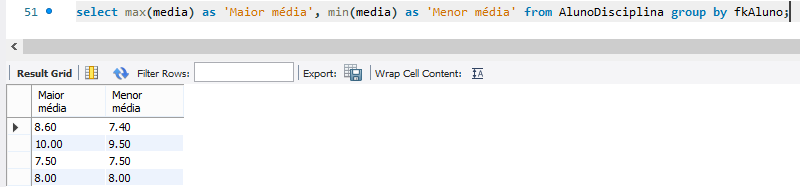 51 select max(media) as 'Maior média', min(media) as 'Menor média' from AlunoDisciplina group by fkAluno;
Result Grid Filter Rows: Export: Wrap Cell Content:
Maior média Menor média
8.60 7.40
10.00 9.50
7.50 7.50
8.00 8.00